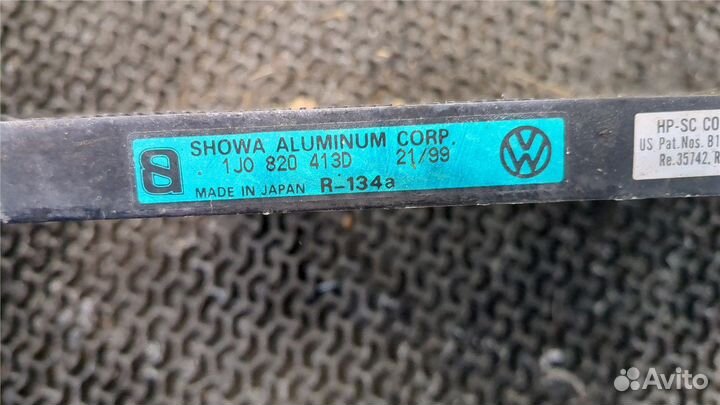 SHOWA ALUMINUM CORP.
1J0 820 413D 21/99
MADE IN JAPAN R-134a
HP-SC CO
US Pat.Nos. B1
Re.35742, R
Avito